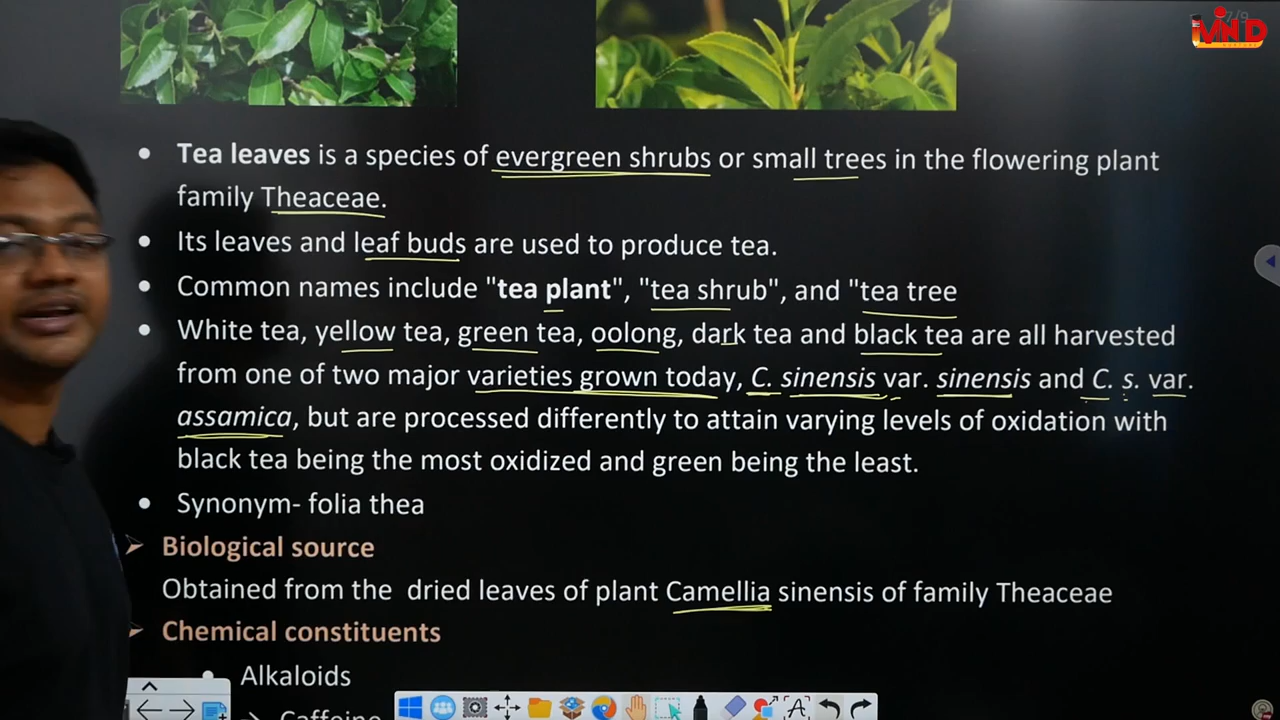 MIND
Tea leaves is a species of evergreen shrubs or small trees in the flowering plant
family Theaceae.
Its leaves and leaf buds are used to produce tea.
Common names include "tea plant", "tea shrub", and "tea tree
White tea, yellow tea, green tea, oolong, dark tea and black tea are all harvested
from one of two major varieties grown today, C. sinensis var. sinensis and C. s. var.
assamica, but are processed differently to attain varying levels of oxidation with
black tea being the most oxidized and green being the least.
Synonym- folia thea
Biological source
Obtained from the dried leaves of plant Camellia sinensis of family Theaceae
Chemical constituents
Alkaloids
Caffeine